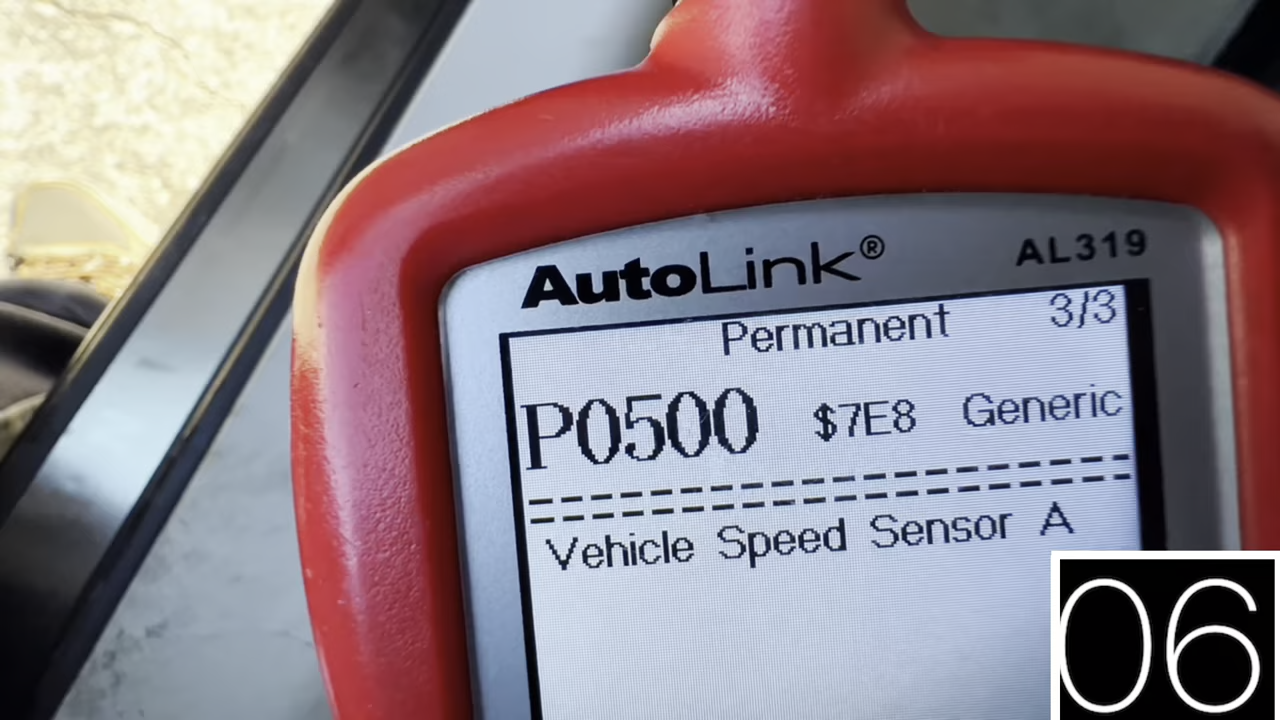 AutoLink® AL319
Permanent 3/3
P0500 $7E8 Generic
Vehicle Speed Sensor A
06